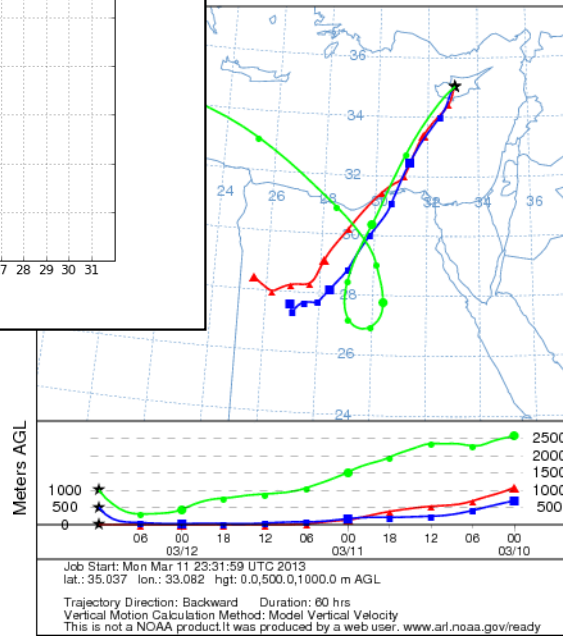 7 28 29 30 31
36
34
32
24 26 28 30 32 34 36
30
28
26
24
Meters AGL
2500
2000
1500
1000 1000
500 500
0
06 00 18 12 06 00 18 12 06 00
03/12 03/11 03/10
Job Start: Mon Mar 11 23:31:59 UTC 2013
lat.: 35.037 lon.: 33.082 hgt: 0.0,500.0,1000.0 m AGL
Trajectory Direction: Backward Duration: 60 hrs
Vertical Motion Calculation Method: Model Vertical Velocity
This is not a NOAA product.It was produced by a web user. www.arl.noaa.gov/ready